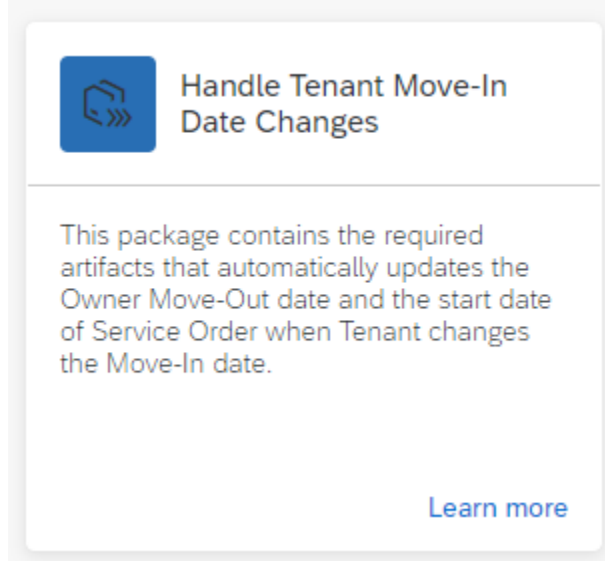 Handle Tenant Move-In
Date Changes
This package contains the required
artifacts that automatically updates the
Owner Move-Out date and the start date
of Service Order when Tenant changes
the Move-In date.
Learn more